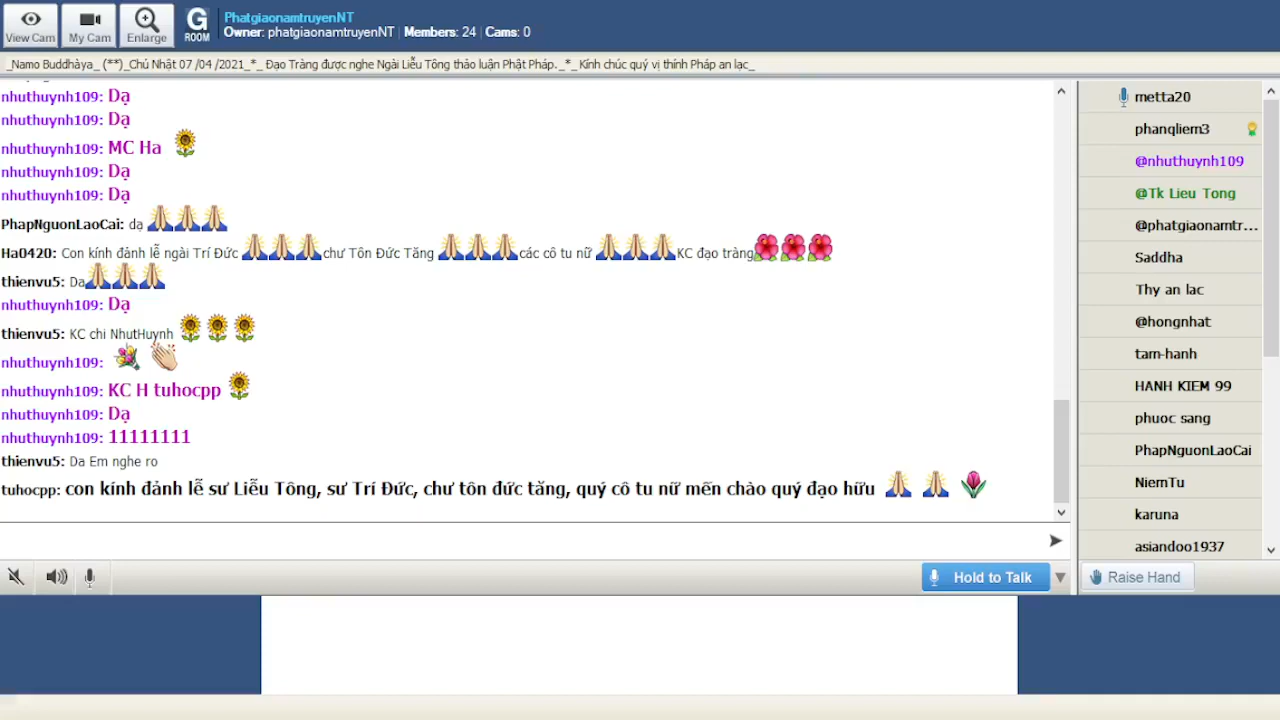 View Cam
My Cam
Enlarge
G
ROOM
PhatgiaonamtruyenNT
Owner: phatgiaonamtruyenNT | Members: 24 | Cams: 0
_Namo Buddhàya_ (**)_Chủ Nhật 07 /04 /2021_*_ Đạo Tràng được nghe Ngài Liễu Tông thảo luận Phật Pháp._*_ Kính chúc quý vị thính Pháp an lạc_
nhuthuynh109: Dạ
nhuthuynh109: Dạ
nhuthuynh109: MC Ha
nhuthuynh109: Dạ
nhuthuynh109: Dạ
PhapNguonLaoCai: dạ
Ha0420: Con kính đảnh lễ ngài Trí Đức chư Tôn Đức Tăng các cô tu nữ KC đạo tràng
thienvu5: Da
nhuthuynh109: Dạ
thienvu5: KC chi NhutHuynh
nhuthuynh109:
nhuthuynh109: KC H tuhocpp
nhuthuynh109: Dạ
nhuthuynh109: 11111111
thienvu5: Da Em nghe ro
tuhocpp: con kính đảnh lễ sư Liễu Tông, sư Trí Đức, chư tôn đức tăng, quý cô tu nữ mến chào quý đạo hữu
Hold to Talk
metta20
phanqliem3
@nhuthuynh109
@Tk Lieu Tong
@phatgiaonamtr...
Saddha
Thy an lac
@hongnhat
tam-hanh
HANH KIEM 99
phuoc sang
PhapNguonLaoCai
NiemTu
karuna
asiandoo1937
Raise Hand